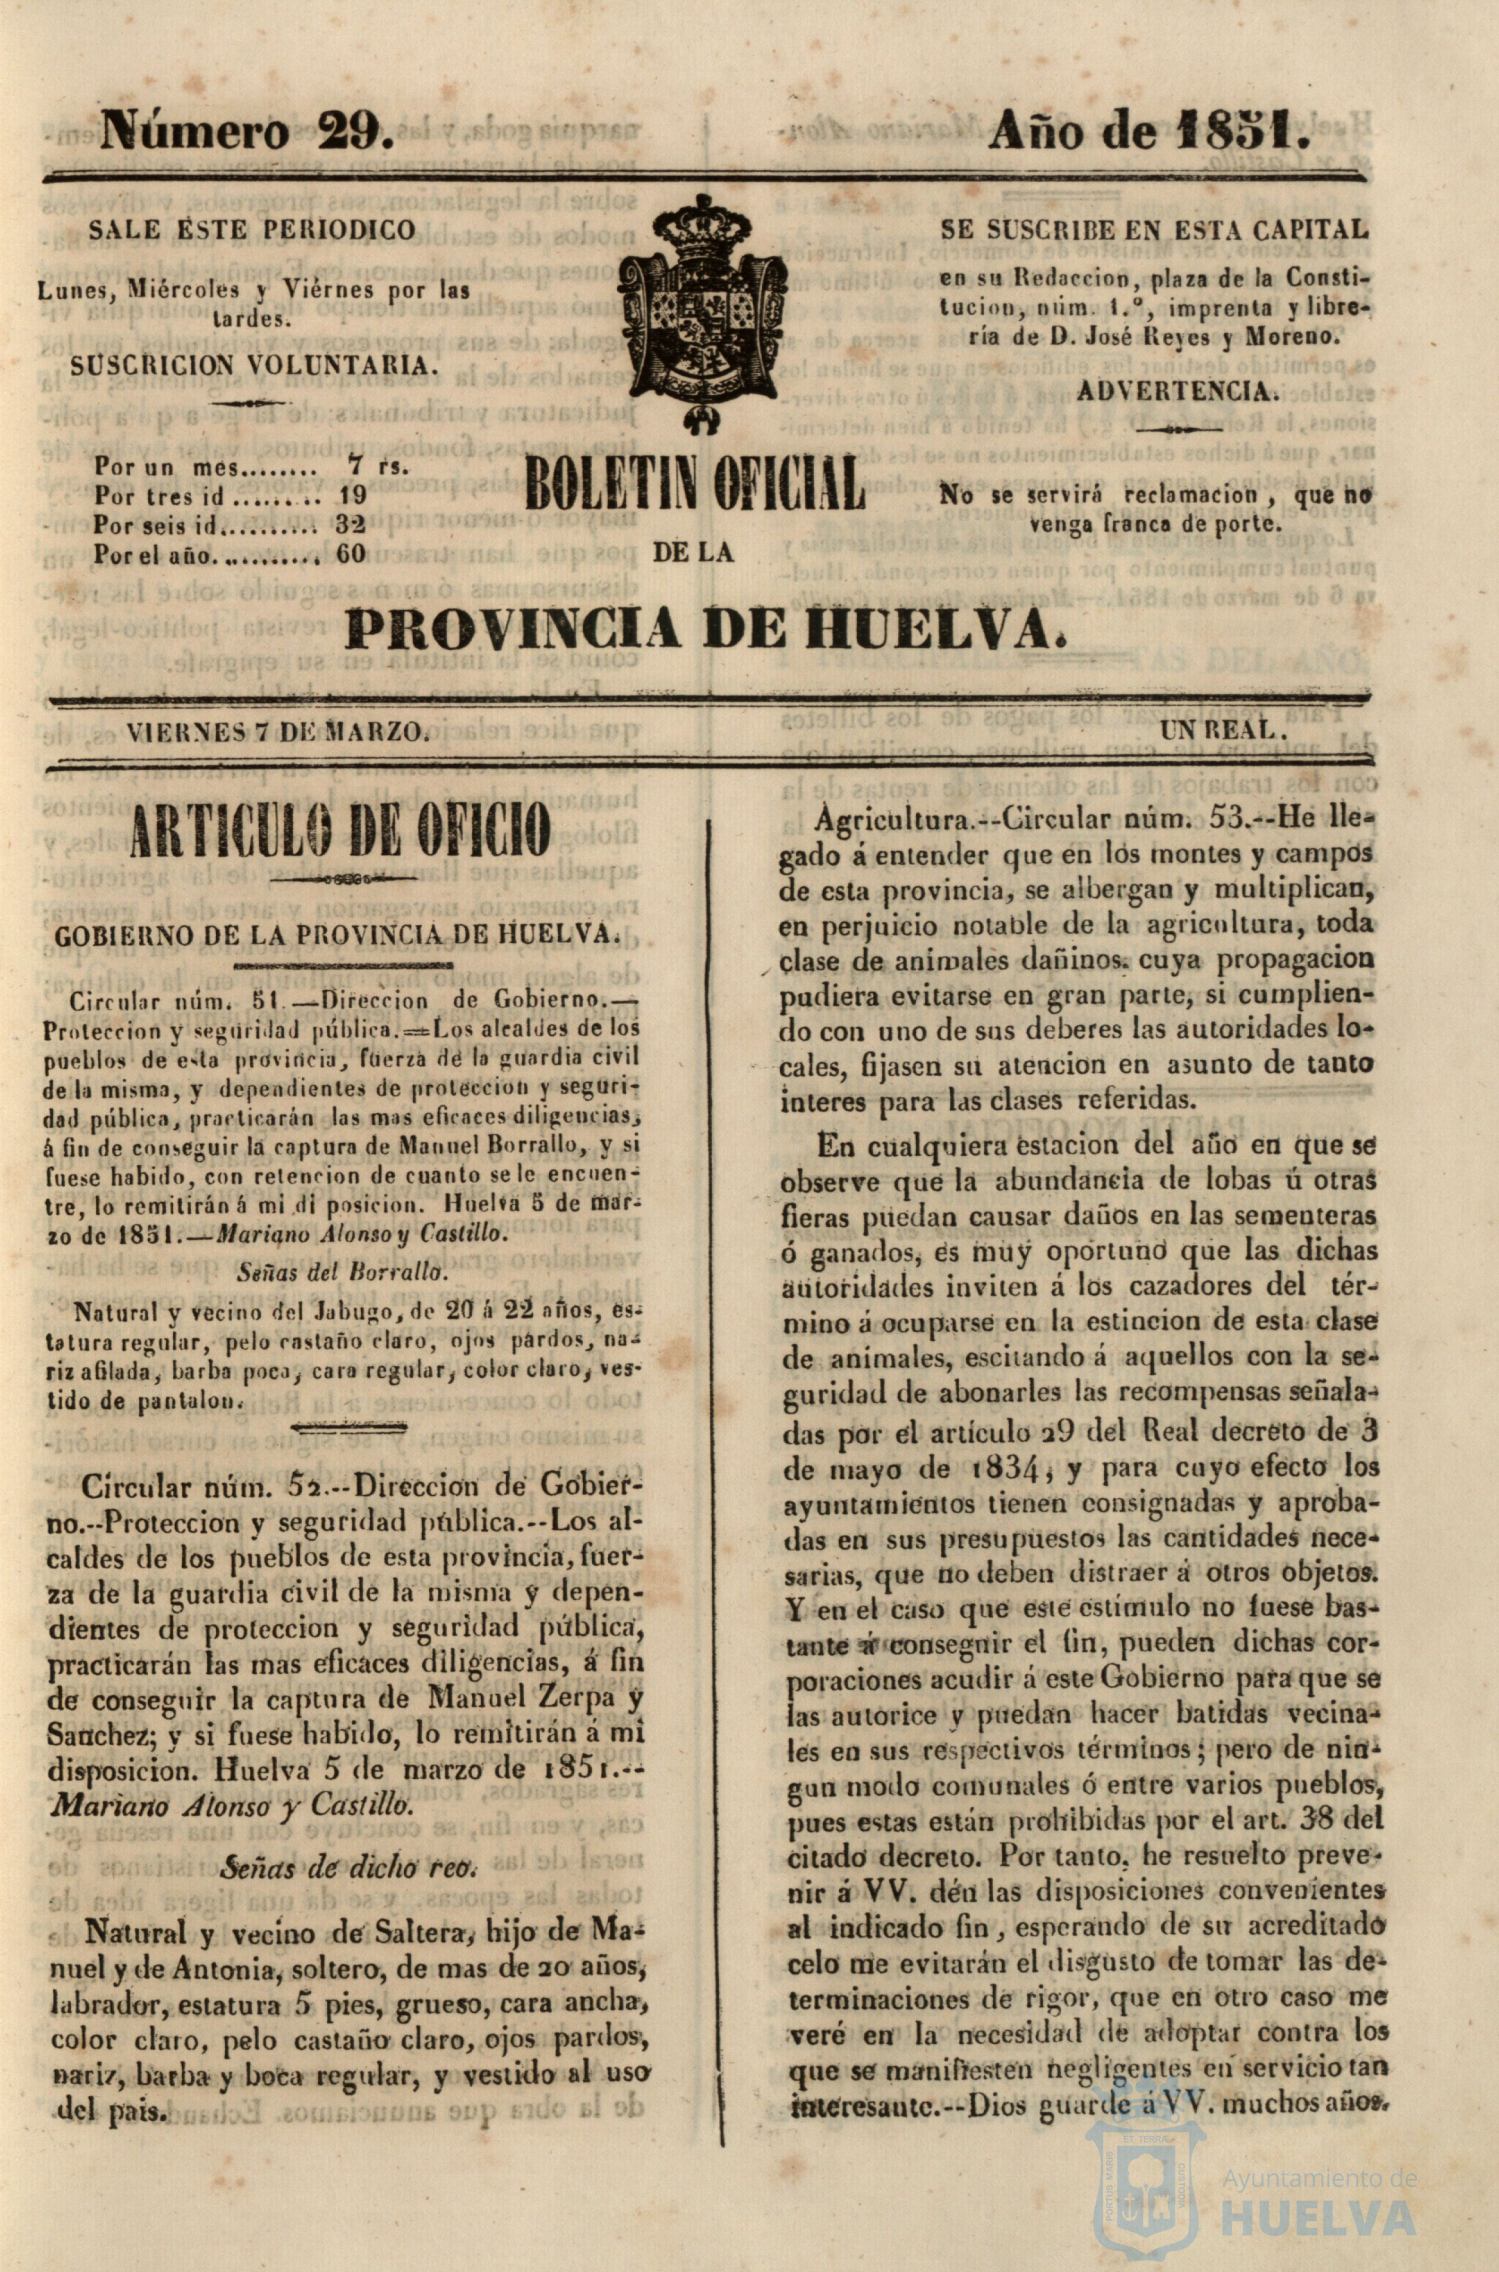 Número 29.
Año de 1851.
SALE ESTE PERIODICO
Lunes, Miércoles y Viérnes por las
tardes.
SUSCRICION VOLUNTARIA.
Por un mes........ 7 rs.
Por tres id ......... 19
Por seis id.......... 32
Por el año........... 60
SE SUSCRIBE EN ESTA CAPITAL
en su Redaccion, plaza de la Consti-
tucion, núm. 1.º, imprenta y libre-
ría de D. José Reyes y Moreno.
ADVERTENCIA.
No se servirá reclamacion, que no
venga franca de porte.
BOLETIN OFICIAL
DE LA
PROVINCIA DE HUELVA.
VIERNES 7 DE MARZO.
UN REAL.
ARTICULO DE OFICIO
GOBIERNO DE LA PROVINCIA DE HUELVA.
Circular núm. 51.—Direccion de Gobierno.—
Proteccion y seguridad pública.=Los alcaldes de los
pueblos de esta provincia, fuerza de la guardia civil
de la misma, y dependientes de proteccion y seguri-
dad pública, practicarán las mas eficaces diligencias,
á fin de conseguir la captura de Manuel Borrallo, y si
fuese habido, con retencion de cuanto se le encuen-
tre, lo remitirán á mi di posicion. Huelva 5 de mar-
zo de 1851.—Mariano Alonso y Castillo.
Señas del Borrallo.
Natural y vecino del Jabugo, de 20 á 22 años, es-
tatura regular, pelo castaño claro, ojos pardos, na-
riz afilada, barba poca, cara regular, color claro, ves-
tido de pantalon.
Circular núm. 52.--Direccion de Gobier-
no.--Proteccion y seguridad pública.--Los al-
caldes de los pueblos de esta provincia, fuer-
za de la guardia civil de la misma y depen-
dientes de proteccion y seguridad pública,
practicarán las mas eficaces diligencias, á fin
de conseguir la captura de Manuel Zerpa y
Sanchez; y si fuese habido, lo remitirán á mi
disposicion. Huelva 5 de marzo de 1851.--
Mariano Alonso y Castillo.
Señas de dicho reo.
Natural y vecino de Saltera, hijo de Ma-
nuel y de Antonia, soltero, de mas de 20 años,
labrador, estatura 5 pies, grueso, cara ancha,
color claro, pelo castaño claro, ojos pardos,
nariz, barba y boca regular, y vestido al uso
del pais.
Agricultura.--Circular núm. 53.--He lle-
gado á entender que en los montes y campos
de esta provincia, se albergan y multiplican,
en perjuicio notable de la agricultura, toda
clase de animales dañinos. cuya propagacion
pudiera evitarse en gran parte, si cumplien-
do con uno de sus deberes las autoridades lo-
cales, fijasen su atencion en asunto de tanto
interes para las clases referidas.
En cualquiera estacion del año en que se
observe que la abundancia de lobas ú otras
fieras puedan causar daños en las sementeras
ó ganados, es muy oportuno que las dichas
autoridades inviten á los cazadores del tér-
mino á ocuparse en la estincion de esta clase
de animales, escitando á aquellos con la se-
guridad de abonarles las recompensas señala-
das por el artículo 29 del Real decreto de 3
de mayo de 1834, y para cuyo efecto los
ayuntamientos tienen consignadas y aproba-
das en sus presupuestos las cantidades nece-
sarias, que no deben distraer á otros objetos.
Y en el caso que este estímulo no fuese bas-
tante á conseguir el fin, pueden dichas cor-
poraciones acudir á este Gobierno para que se
las autorice y puedan hacer batidas vecina-
les en sus respectivos términos; pero de nin-
gun modo comunales ó entre varios pueblos,
pues estas están prohibidas por el art. 38 del
citado decreto. Por tanto, he resuelto preve-
nir á VV. dén las disposiciones convenientes
al indicado fin, esperando de su acreditado
celo me evitarán el disgusto de tomar las de-
terminaciones de rigor, que en otro caso me
veré en la necesidad de adoptar contra los
que se manifiesten negligentes en servicio tan
interesante.--Dios guarde á VV. muchos años.
Ayuntamiento de
HUELVA
PORTUS MARIS
ET TERRÆ
CUSTODIA